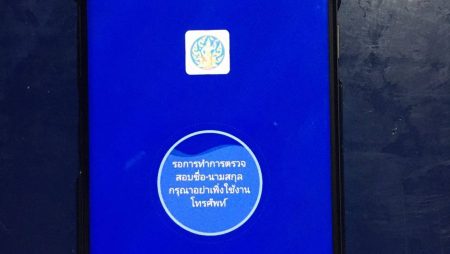 รอการทำการตรวจ
สอบชื่อ-นามสกุล
กรุณาอย่าเพิ่งใช้งาน
โทรศัพท์